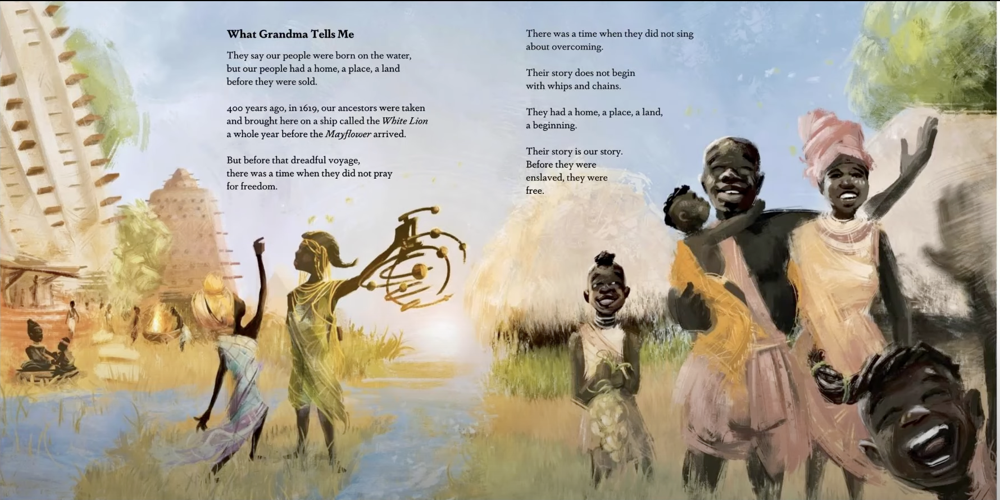 What Grandma Tells Me
They say our people were born on the water,
but our people had a home, a place, a land
before they were sold.
400 years ago, in 1619, our ancestors were taken
and brought here on a ship called the White Lion
a whole year before the Mayflower arrived.
But before that dreadful voyage,
there was a time when they did not pray
for freedom.
There was a time when they did not sing
about overcoming.
Their story does not begin
with whips and chains.
They had a home, a place, a land,
a beginning.
Their story is our story.
Before they were
enslaved, they were
free.